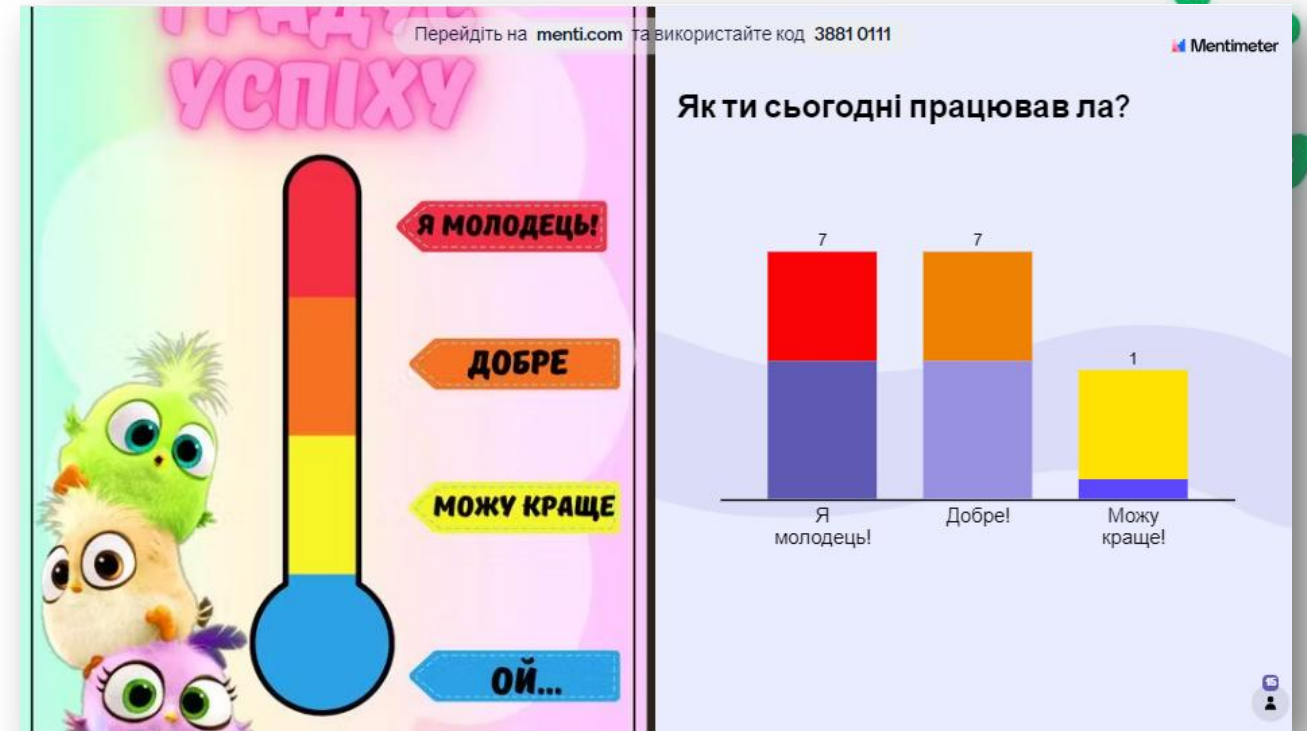 Перейдіть на menti.com та використайте код 3881 0111
ГРАДУС
УСПІХУ
Я МОЛОДЕЦЬ!
ДОБРЕ
МОЖУ КРАЩЕ
ОЙ...
Mentimeter
Як ти сьогодні працював ла?
7
7
1
Я
молодець!
Добре!
Можу
краще!
15